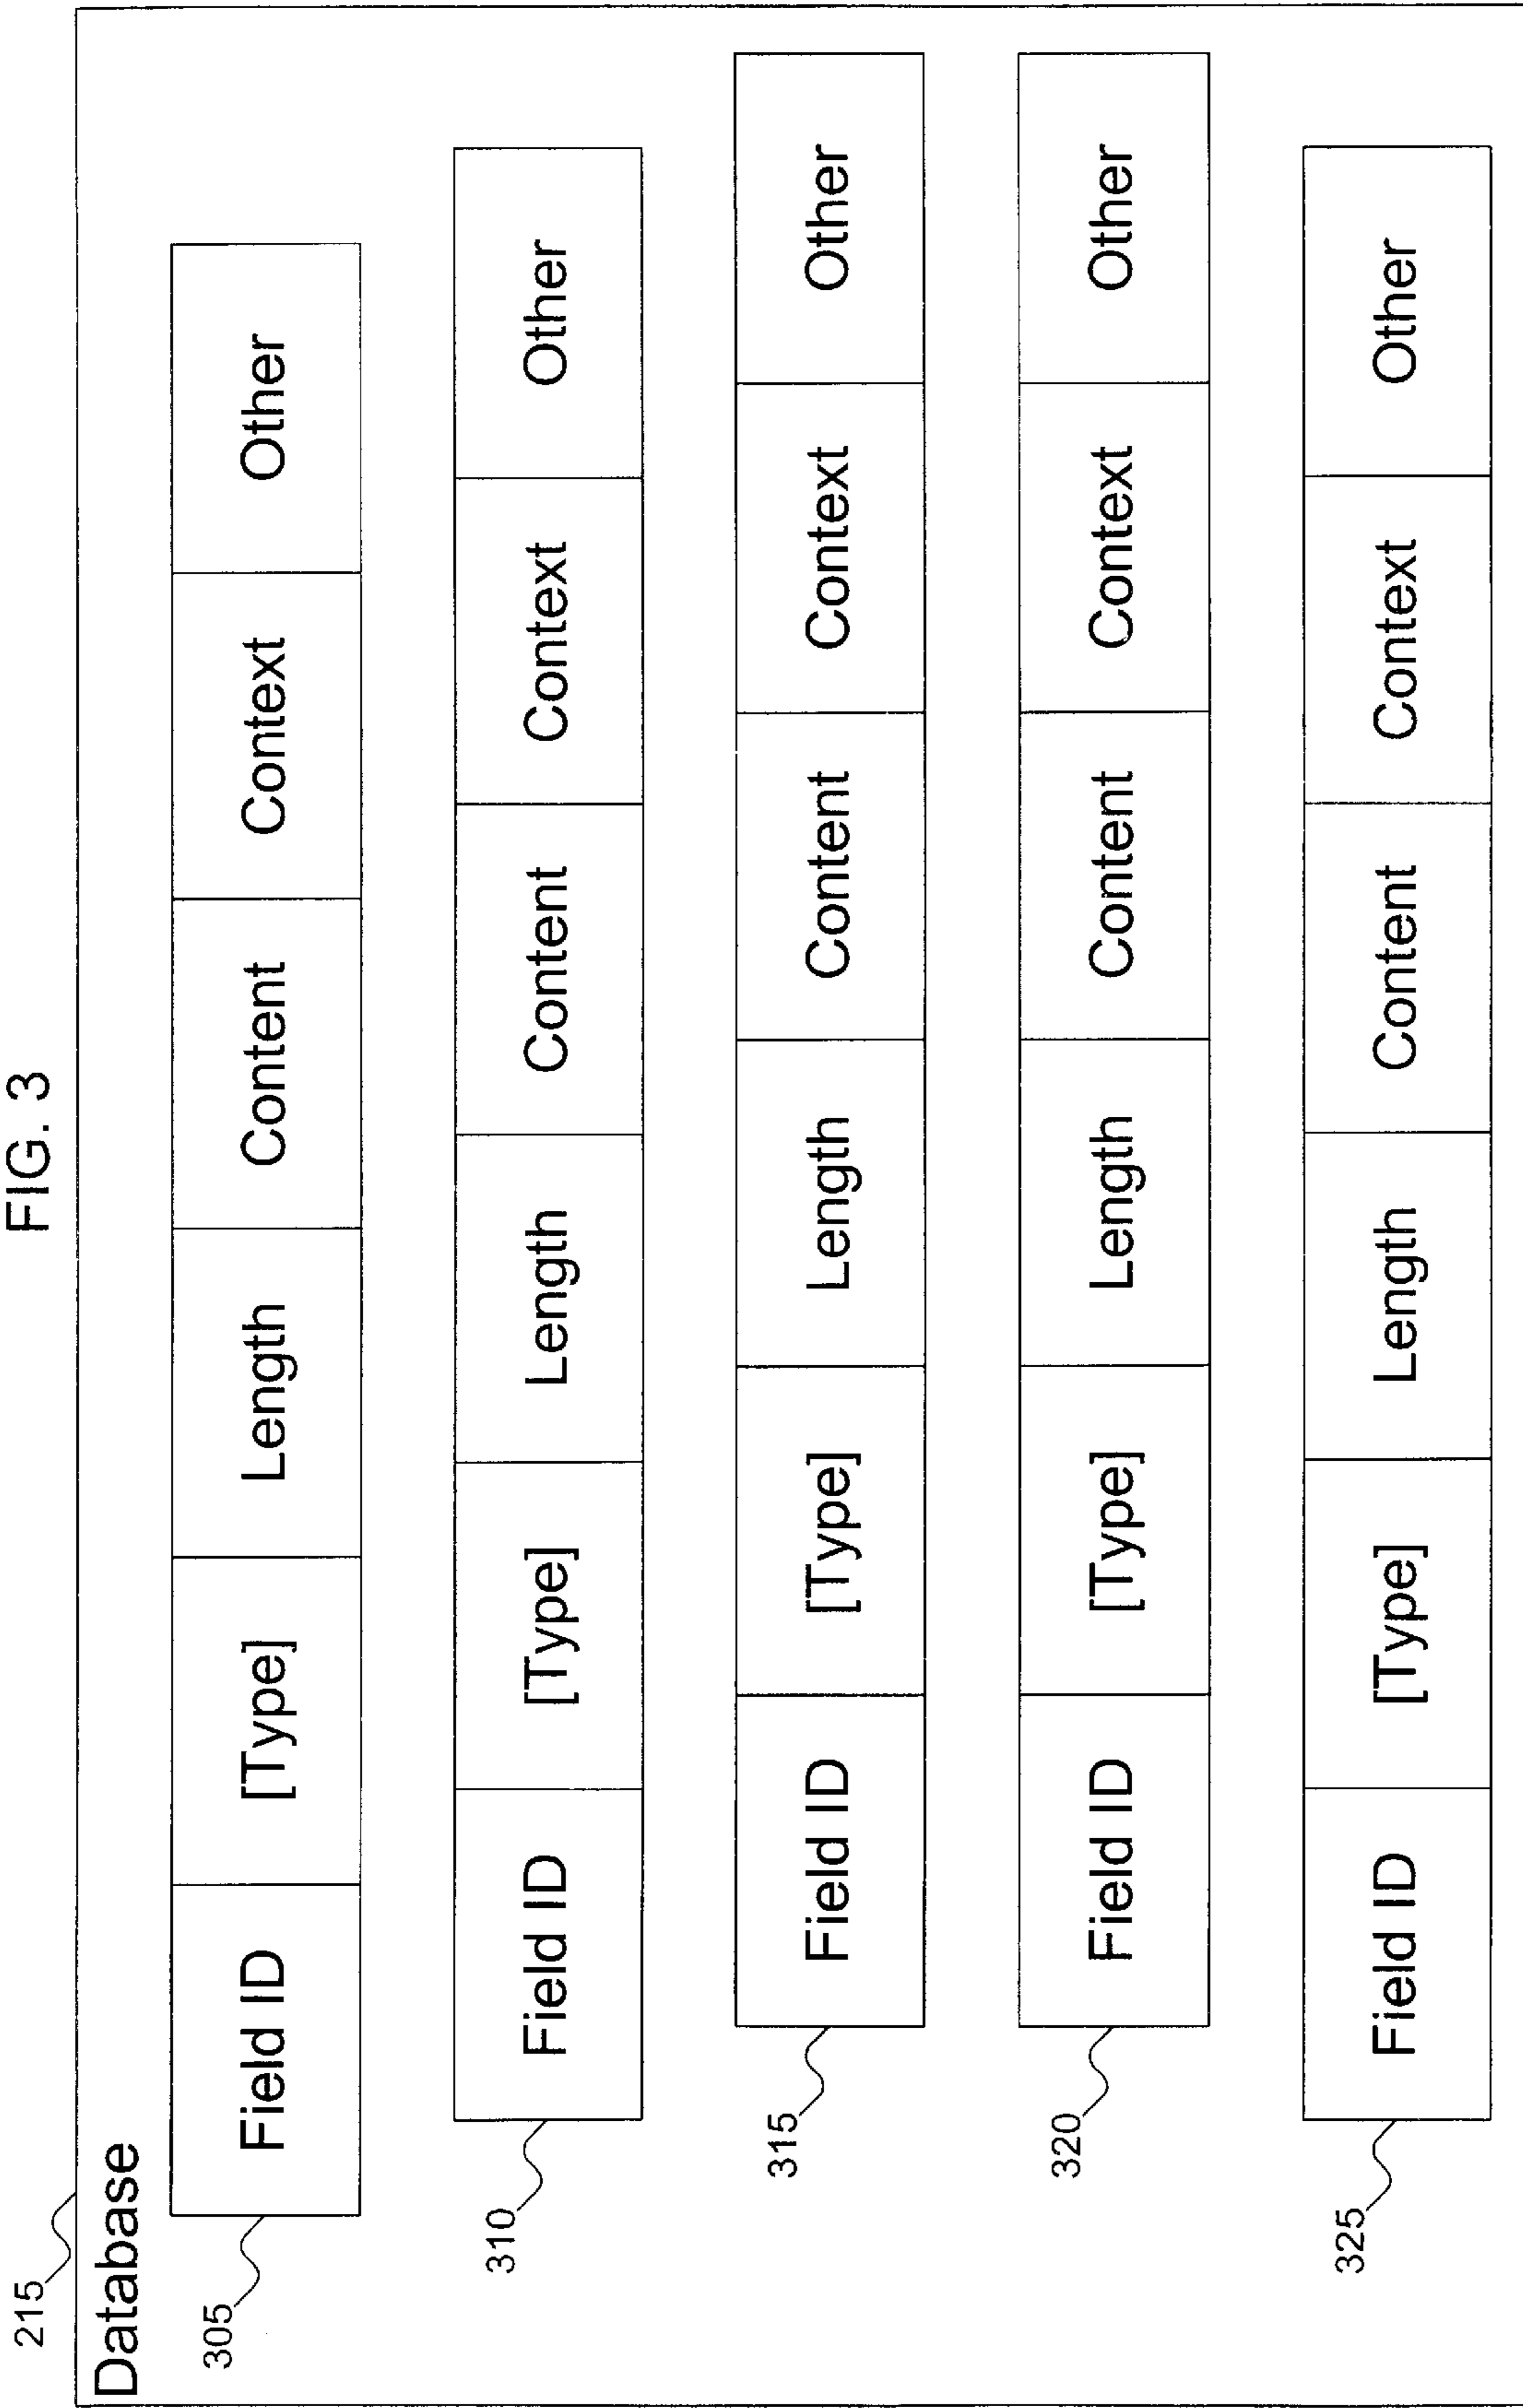 FIG. 3
215
Database
305
Field ID [Type] Length Content Context Other
310
Field ID [Type] Length Content Context Other
315
Field ID [Type] Length Content Context Other
320
Field ID [Type] Length Content Context Other
325
Field ID [Type] Length Content Context Other